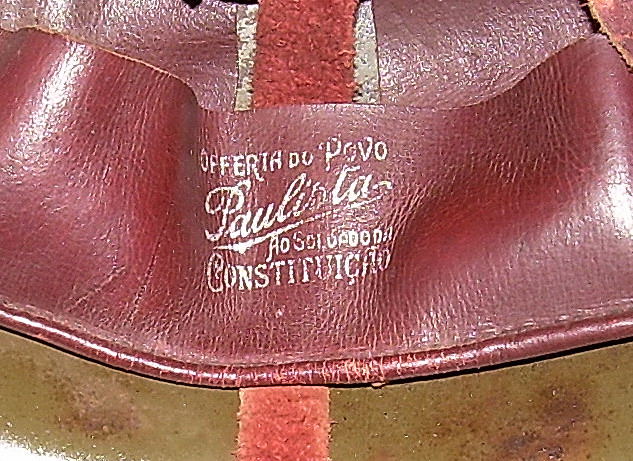 OFFERTA DO POVO
Paulista
AO SOLDADO DA
CONSTITUIÇÃO